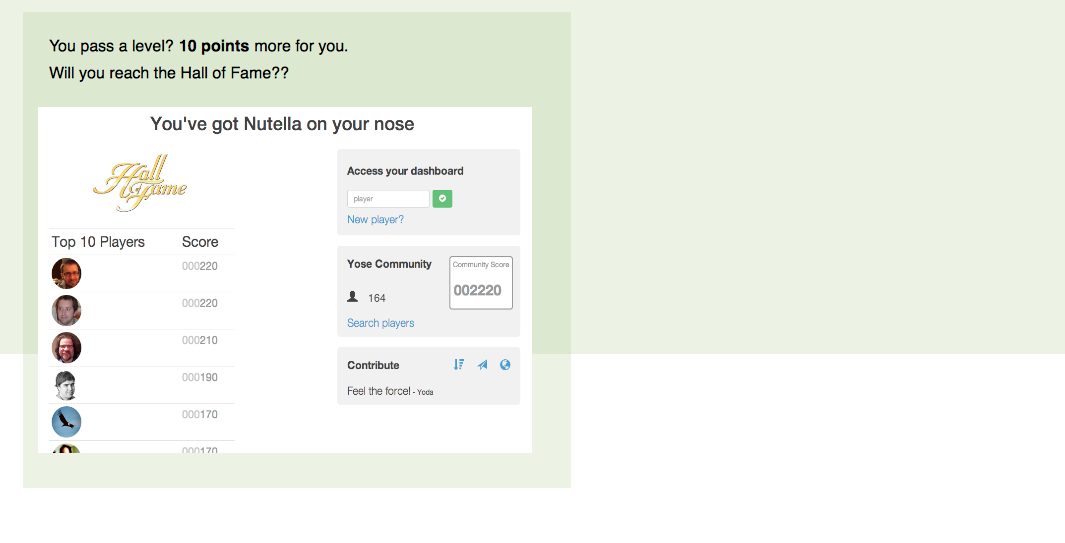 You pass a level? 10 points more for you.
Will you reach the Hall of Fame??
You've got Nutella on your nose
Hall
of
Fame
Top 10 Players Score
000220
000220
000210
000190
000170
000170
Access your dashboard
player
New player?
Yose Community
Community Score
002220
164
Search players
Contribute
Feel the force! - Yoda